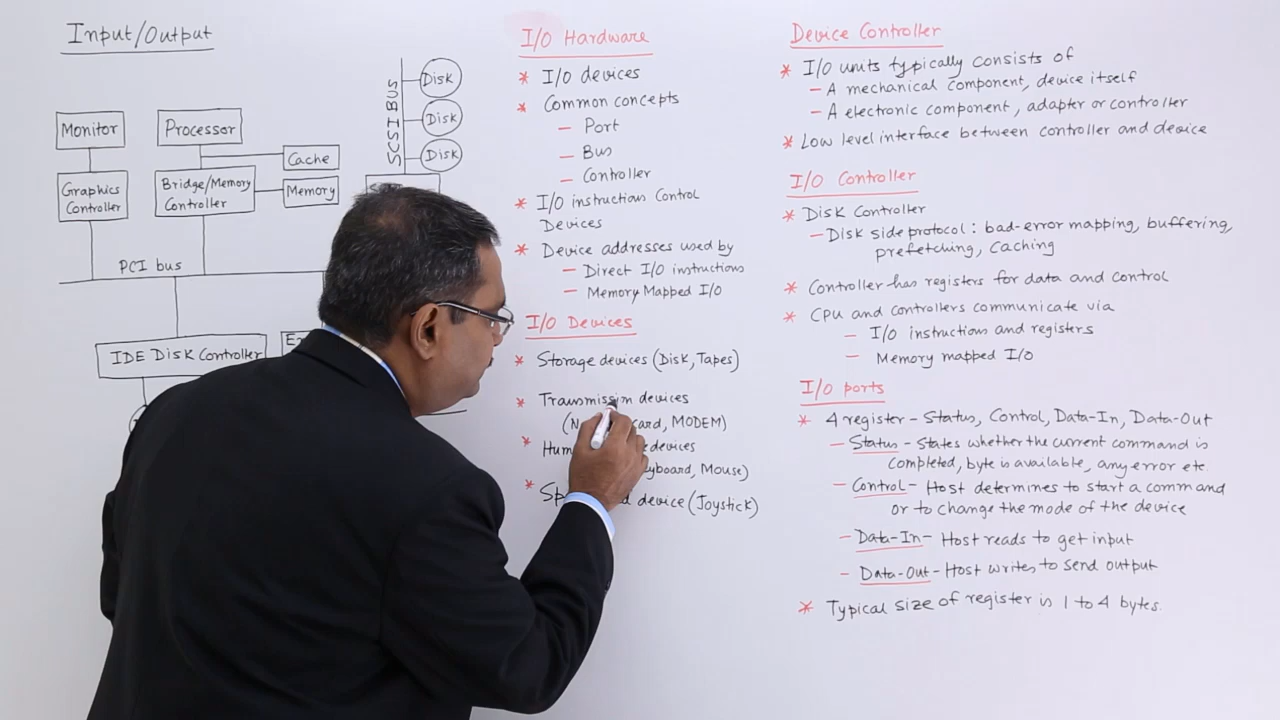 Input/Output
Monitor
Processor
Cache
Graphics
Controller
Bridge/Memory
Controller
Memory
PCI bus
IDE Disk Controller
SCSI BUS
Disk
Disk
Disk
I/O Hardware
* I/O devices
* Common concepts
– Port
– Bus
– Controller
* I/O instructions Control
Devices
* Device addresses used by
– Direct I/O instructions
– Memory Mapped I/O
I/O Devices
* Storage devices (Disk, Tapes)
* Transmission devices
card, MODEM)
* devices
Mouse)
* device (Joystick)
Device Controller
* I/O units typically consists of
– A mechanical component, device itself
– A electronic component, adapter or controller
* Low level interface between controller and device
I/O Controller
* Disk Controller
– Disk side protocol : bad-error mapping, buffering,
prefetching, caching
* Controller has registers for data and control
* CPU and controllers communicate via
– I/O instructions and registers
– Memory mapped I/O
I/O ports
* 4 register – Status, Control, Data-In, Data-Out
– Status – States whether the current command is
completed, byte is available, any error etc.
– Control – Host determines to start a command
or to change the mode of the device
– Data-In – Host reads to get input
– Data-Out – Host writes to send output
* Typical size of register is 1 to 4 bytes.